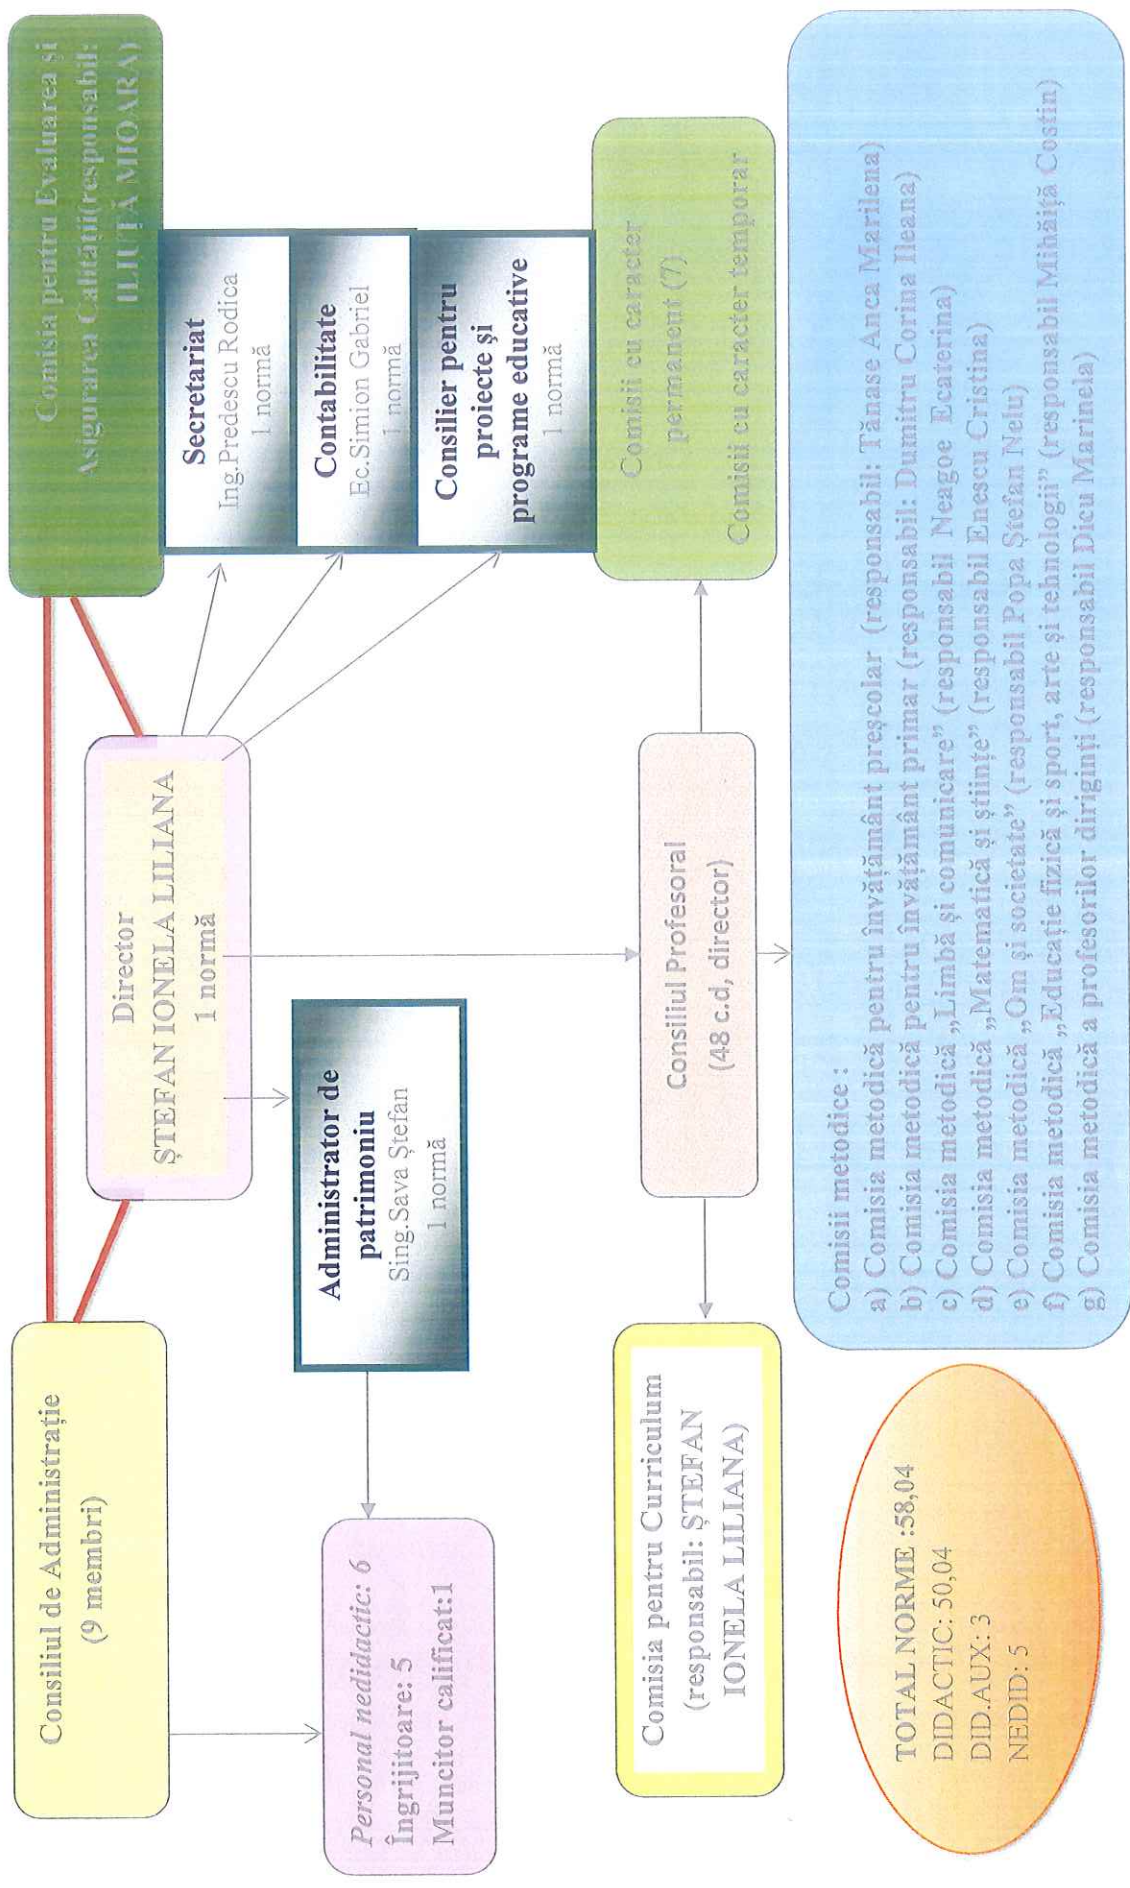 Consiliul de Administrație
(9 membri)
Director
ȘTEFAN IONELA LILIANA
1 normă
Comisia pentru Evaluarea și
Asigurarea Calității(responsabil:
ILIUȚĂ MIOARA)
Secretariat
Ing.Predescu Rodica
1 normă
Contabilitate
Ec.Simion Gabriel
1 normă
Consilier pentru
proiecte și
programe educative
1 normă
Administrator de
patrimoniu
Sing.Sava Ștefan
1 normă
Personal nedidactic: 6
Îngrijitoare: 5
Muncitor calificat:1
Comisia pentru Curriculum
(responsabil: ȘTEFAN
IONELA LILIANA)
Consiliul Profesoral
(48 c.d, director)
Comisii cu caracter
permanent (7)
Comisii cu caracter temporar
Comisii metodice :
a) Comisia metodică pentru învățământ preșcolar (responsabil: Tănase Anca Marilena)
b) Comisia metodică pentru învățământ primar (responsabil: Dumitru Corina Ileana)
c) Comisia metodică „Limbă și comunicare” (responsabil Neagoe Ecaterina)
d) Comisia metodică „Matematică și științe” (responsabil Enescu Cristina)
e) Comisia metodică „Om și societate” (responsabil Popa Ștefan Nelu)
f) Comisia metodică „Educație fizică și sport, arte și tehnologii” (responsabil Mihăiță Costin)
g) Comisia metodică a profesorilor diriginți (responsabil Dicu Marinela)
TOTAL NORME :58,04
DIDACTIC: 50,04
DID.AUX: 3
NEDID: 5